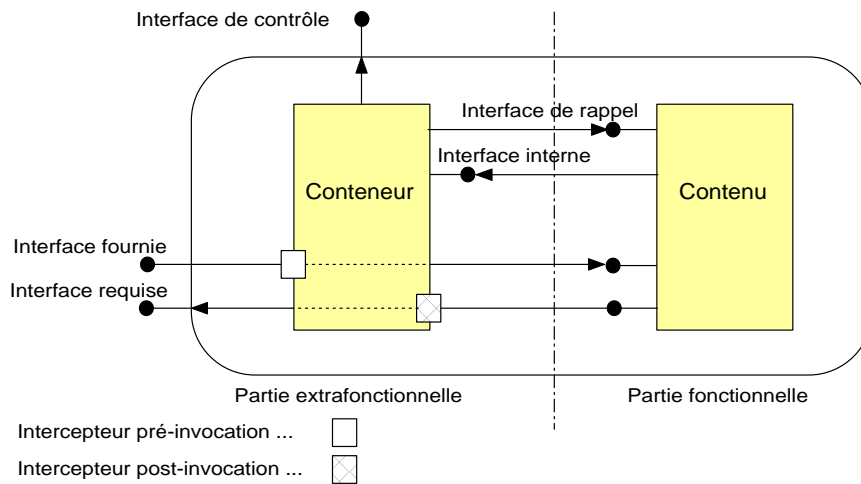 Interface de contrôle
Interface de rappel
Interface interne
Conteneur
Contenu
Interface fournie
Interface requise
Partie extrafonctionnelle
Partie fonctionnelle
Intercepteur pré-invocation ...
Intercepteur post-invocation ...